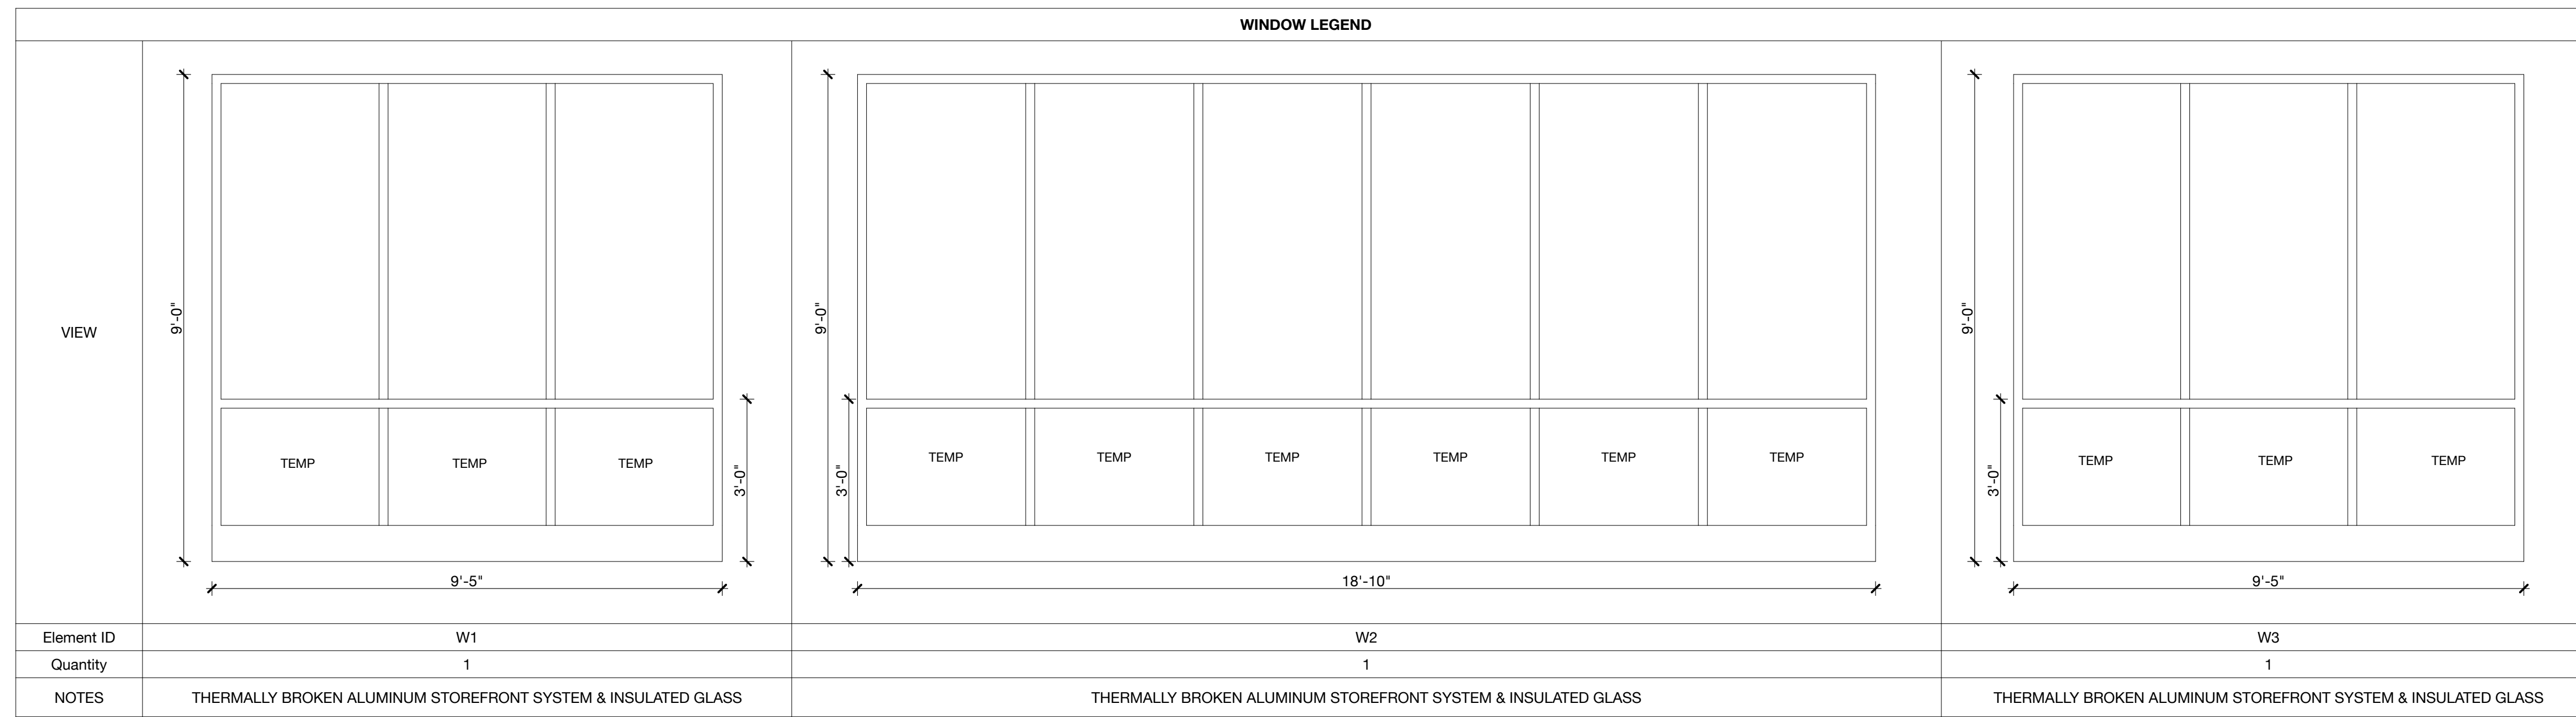 WINDOW LEGEND
VIEW
9'-0"
TEMP TEMP TEMP
3'-0"
9'-5"
9'-0"
3'-0"
TEMP TEMP TEMP TEMP TEMP TEMP
18'-10"
9'-0"
3'-0"
TEMP TEMP TEMP
9'-5"
Element ID W1 W2 W3
Quantity 1 1 1
NOTES THERMALLY BROKEN ALUMINUM STOREFRONT SYSTEM & INSULATED GLASS THERMALLY BROKEN ALUMINUM STOREFRONT SYSTEM & INSULATED GLASS THERMALLY BROKEN ALUMINUM STOREFRONT SYSTEM & INSULATED GLASS